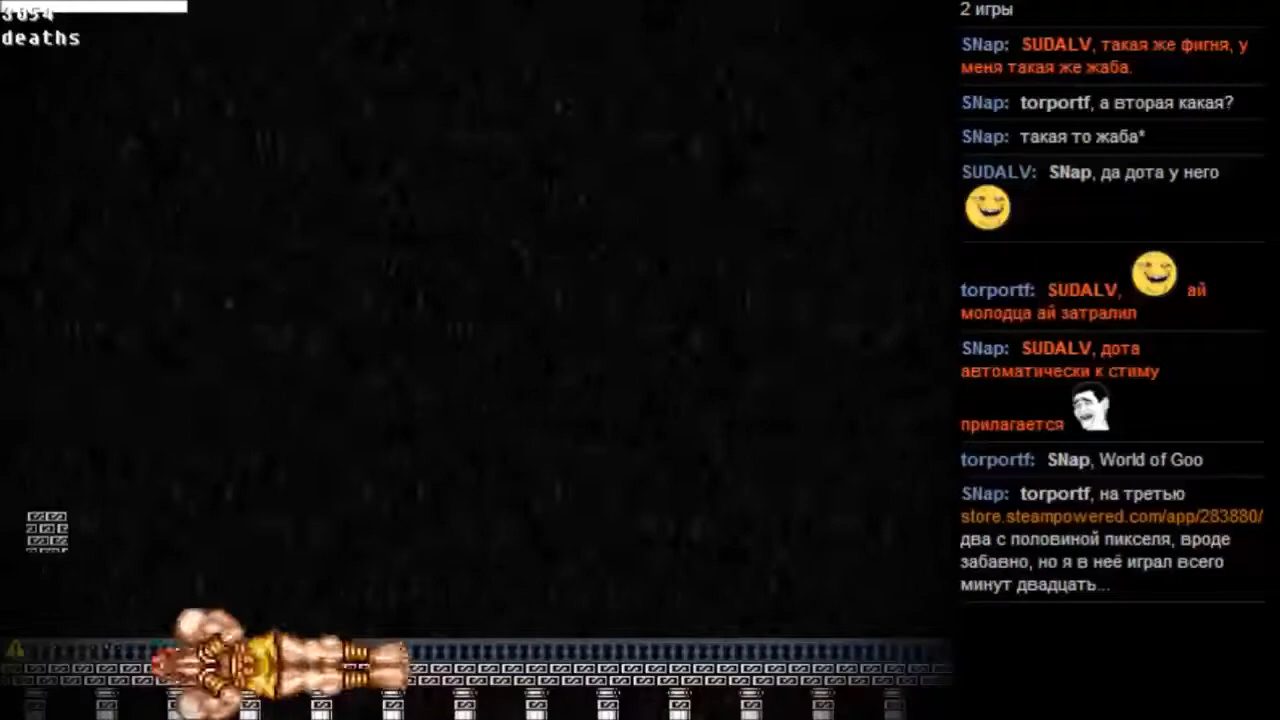 3054
deaths
2 игры
SNap: SUDALV, такая же фигня, у
меня такая же жаба.
SNap: torportf, а вторая какая?
SNap: такая то жаба*
SUDALV: SNap, да дота у него
torportf: SUDALV, ай
молодца ай затралил
SNap: SUDALV, дота
автоматически к стиму
прилагается
torportf: SNap, World of Goo
SNap: torportf, на третью
store.steampowered.com/app/283880/
два с половиной пикселя, вроде
забавно, но я в неё играл всего
минут двадцать...